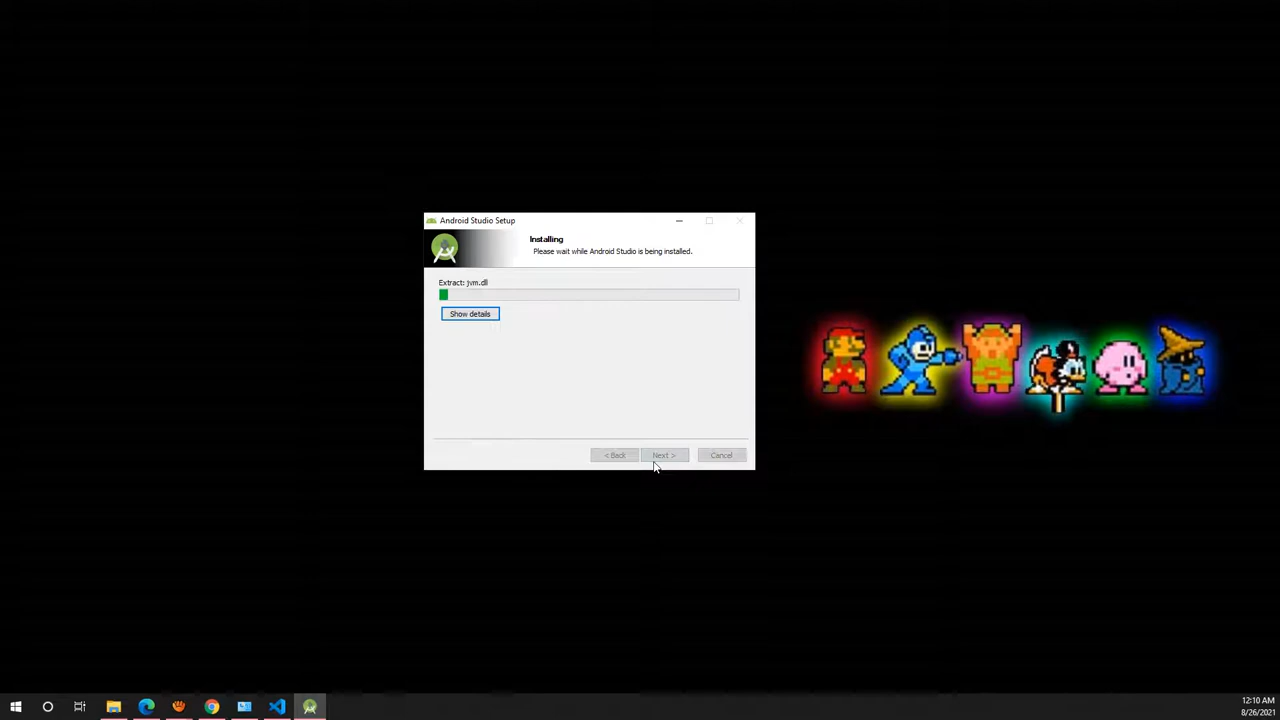 Android Studio Setup
Installing
Please wait while Android Studio is being installed.
Extract: jvm.dll
Show details
< Back
Next >
Cancel
12:10 AM
8/26/2021